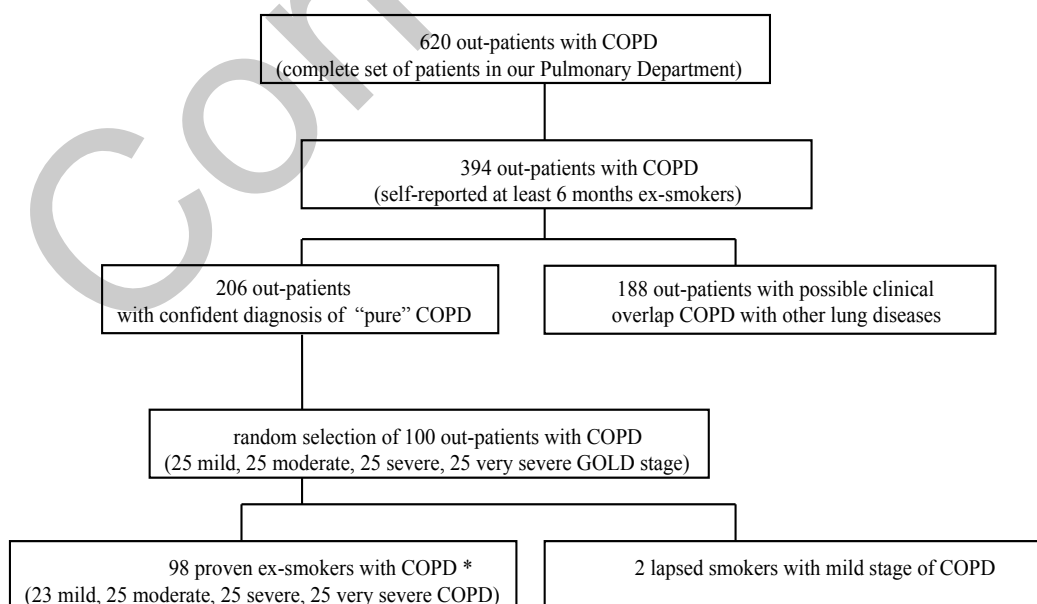 620 out-patients with COPD
(complete set of patients in our Pulmonary Department)
394 out-patients with COPD
(self-reported at least 6 months ex-smokers)
206 out-patients
with confident diagnosis of “pure” COPD
188 out-patients with possible clinical
overlap COPD with other lung diseases
random selection of 100 out-patients with COPD
(25 mild, 25 moderate, 25 severe, 25 very severe GOLD stage)
98 proven ex-smokers with COPD *
(23 mild, 25 moderate, 25 severe, 25 very severe COPD)
2 lapsed smokers with mild stage of COPD